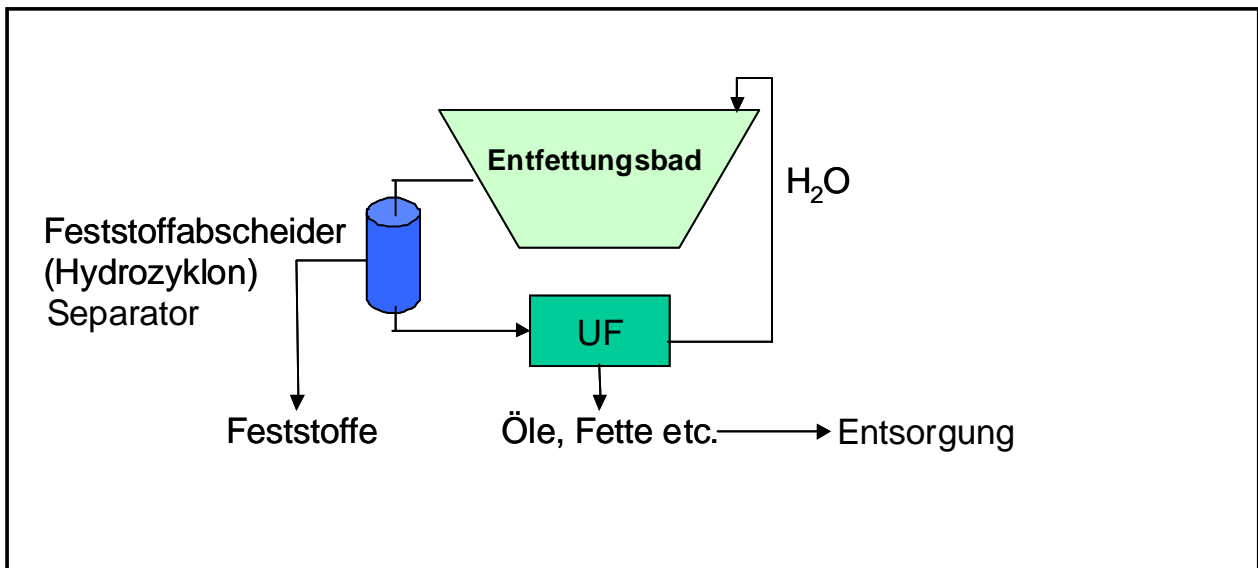 Entfettungsbad
H₂O
Feststoffabscheider
(Hydrozyklon)
Separator
UF
Feststoffe
Öle, Fette etc.
Entsorgung